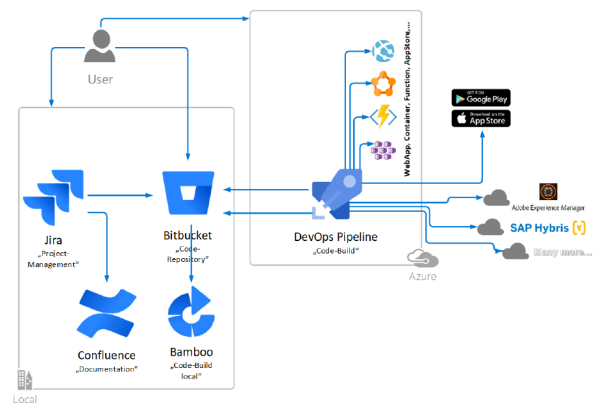 User
WebApp, Container, Function, AppStore,...
GET IT ON
Google Play
Download on the
App Store
Adobe Experience Manager
SAP Hybris
Many more...
Jira
„Project-
Management“
Bitbucket
„Code-
Repository“
DevOps Pipeline
„Code-Build“
Azure
Confluence
„Documentation“
Bamboo
„Code-Build
local“
Local